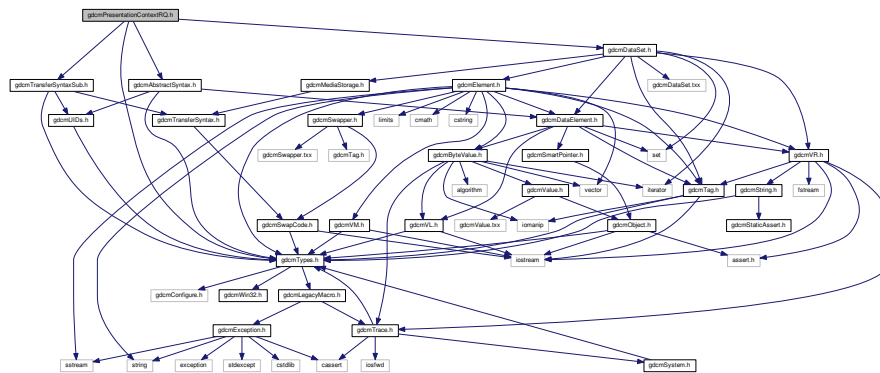 gdcmPresentationContextRQ.h
gdcmDataSet.h
gdcmTransferSyntaxSub.h
gdcmAbstractSyntax.h
gdcmMediaStorage.h
gdcmElement.h
gdcmDataSet.txx
gdcmUIDs.h
gdcmTransferSyntax.h
gdcmSwapper.h
limits
cmath
cstring
gdcmDataElement.h
gdcmSwapper.txx
gdcmTag.h
gdcmByteValue.h
gdcmSmartPointer.h
set
gdcmVR.h
algorithm
gdcmValue.h
vector
iterator
gdcmTag.h
gdcmString.h
fstream
gdcmSwapCode.h
gdcmVM.h
gdcmVL.h
gdcmValue.txx
iomanip
gdcmObject.h
gdcmStaticAssert.h
gdcmTypes.h
iostream
assert.h
gdcmConfigure.h
gdcmWin32.h
gdcmLegacyMacro.h
gdcmException.h
gdcmTrace.h
sstream
string
exception
stdexcept
cstdlib
cassert
iosfwd
gdcmSystem.h